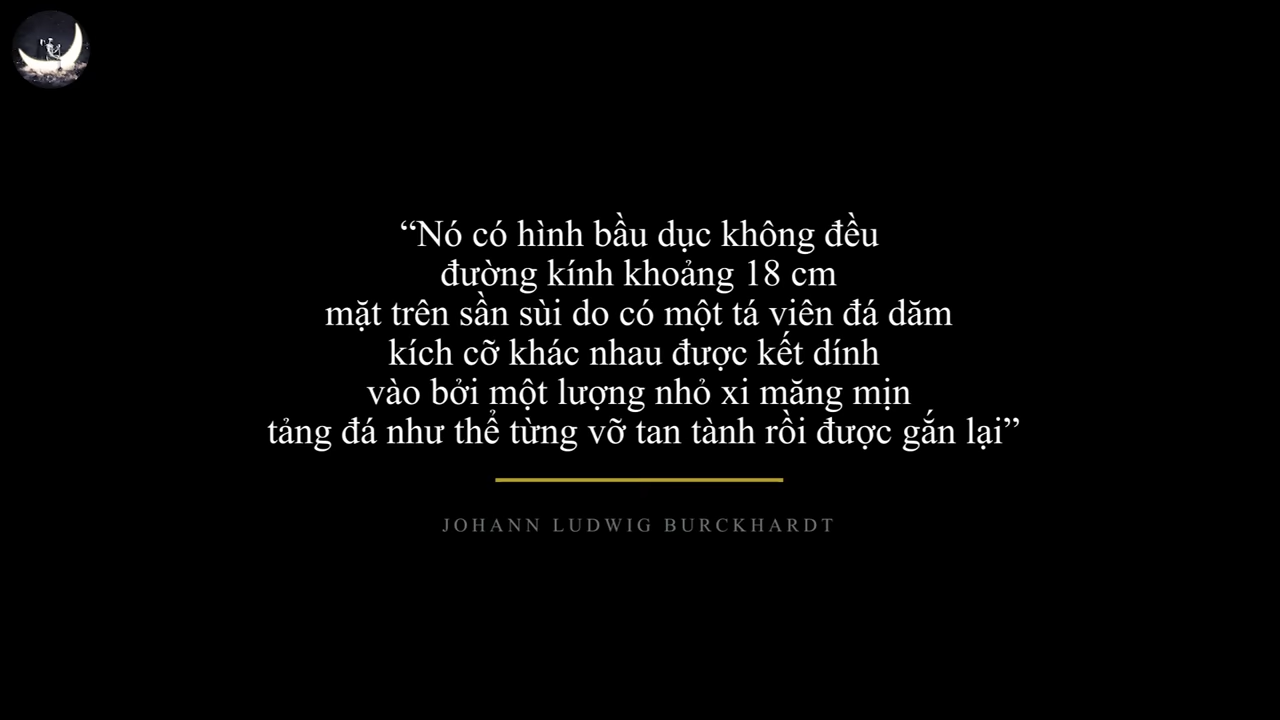 “Nó có hình bầu dục không đều
đường kính khoảng 18 cm
mặt trên sần sùi do có một tá viên đá dăm
kích cỡ khác nhau được kết dính
vào bởi một lượng nhỏ xi măng mịn
tảng đá như thể từng vỡ tan tành rồi được gắn lại”
JOHANN LUDWIG BURCKHARDT